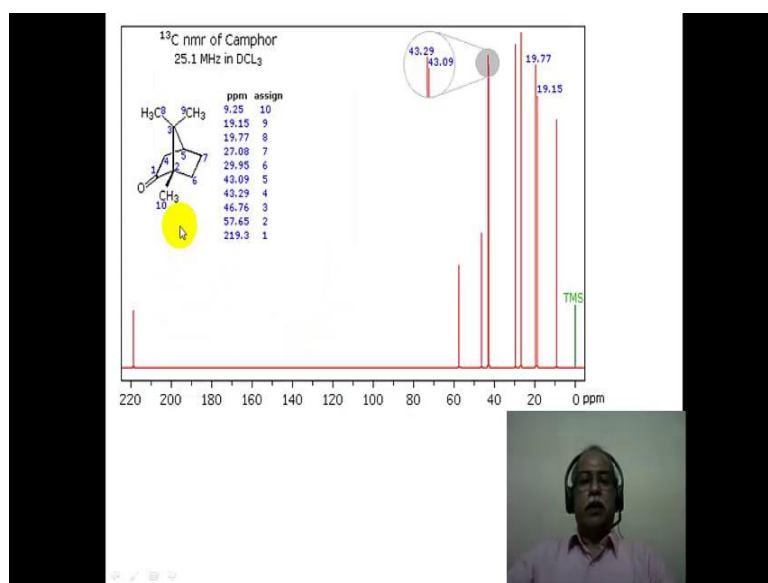 13C nmr of Camphor
25.1 MHz in DCL3
ppm assign
9.25 10
19.15 9
19.77 8
27.08 7
29.95 6
43.09 5
43.29 4
46.76 3
57.65 2
219.3 1
H3C 8
9 CH3
3
7
4
5
1
2
6
O
CH3
10
43.29
43.09
19.77
19.15
TMS
220 200 180 160 140 120 100 80 60 40 20 0 ppm